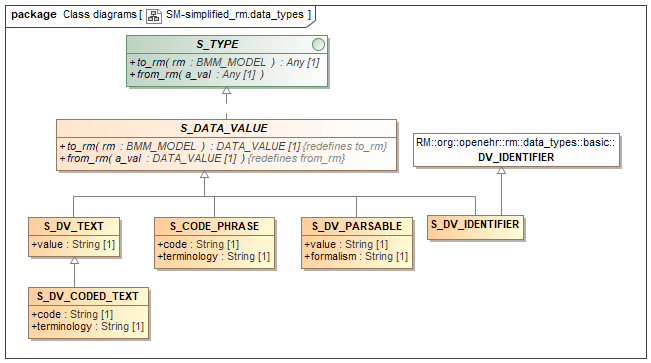 package Class diagrams [ SM-simplified_rm.data_types ]
S_TYPE
+to_rm( rm : BMM_MODEL ) : Any [1]
+from_rm( a_val : Any [1] )
S_DATA_VALUE
+to_rm( rm : BMM_MODEL ) : DATA_VALUE [1]{redefines to_rm}
+from_rm( a_val : DATA_VALUE [1] ){redefines from_rm}
RM::org::openehr::rm::data_types::basic::
DV_IDENTIFIER
S_DV_TEXT
+value : String [1]
S_CODE_PHRASE
+code : String [1]
+terminology : String [1]
S_DV_PARSABLE
+value : String [1]
+formalism : String [1]
S_DV_IDENTIFIER
S_DV_CODED_TEXT
+code : String [1]
+terminology : String [1]